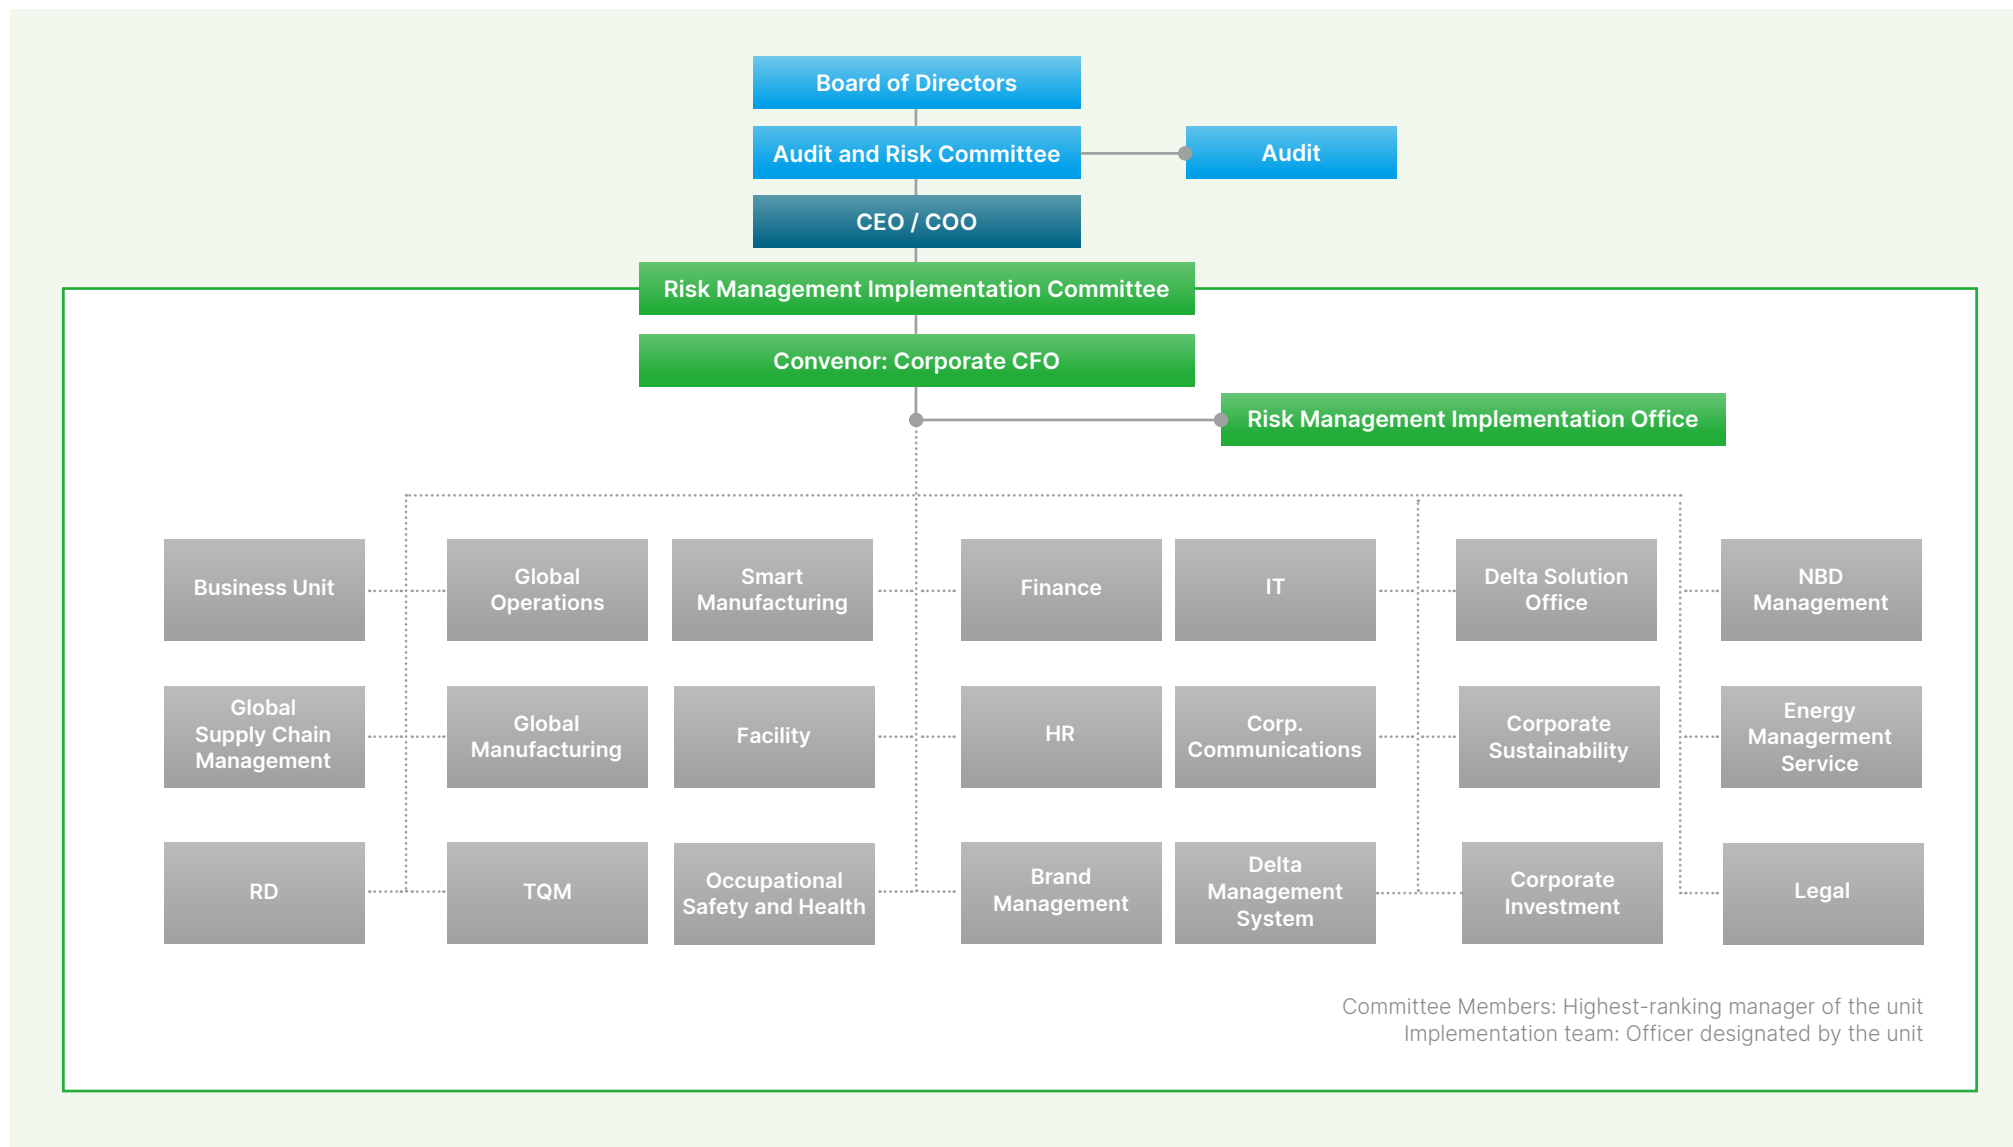 Board of Directors
Audit and Risk Committee
Audit
CEO / COO
Risk Management Implementation Committee
Convenor: Corporate CFO
Risk Management Implementation Office
Business Unit
Global
Operations
Smart
Manufacturing
Finance
IT
Delta Solution
Office
NBD
Management
Global
Supply Chain
Management
Global
Manufacturing
Facility
HR
Corp.
Communications
Corporate
Sustainability
Energy
Managerment
Service
RD
TQM
Occupational
Safety and Health
Brand
Management
Delta
Management
System
Corporate
Investment
Legal
Committee Members: Highest-ranking manager of the unit
Implementation team: Officer designated by the unit